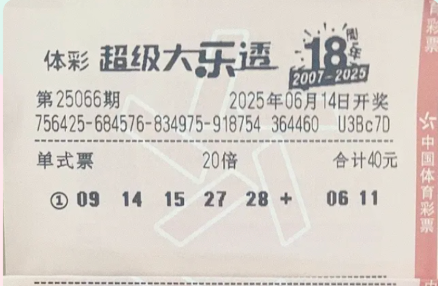 体彩 超级大乐透 18周年
2007-2025
第25066期 2025年06月14日开奖
756425-684576-834975-918754 364460 U3Bc7D
单式票 20倍 合计40元
① 09 14 15 27 28 + 06 11
育彩票
中国体育彩票